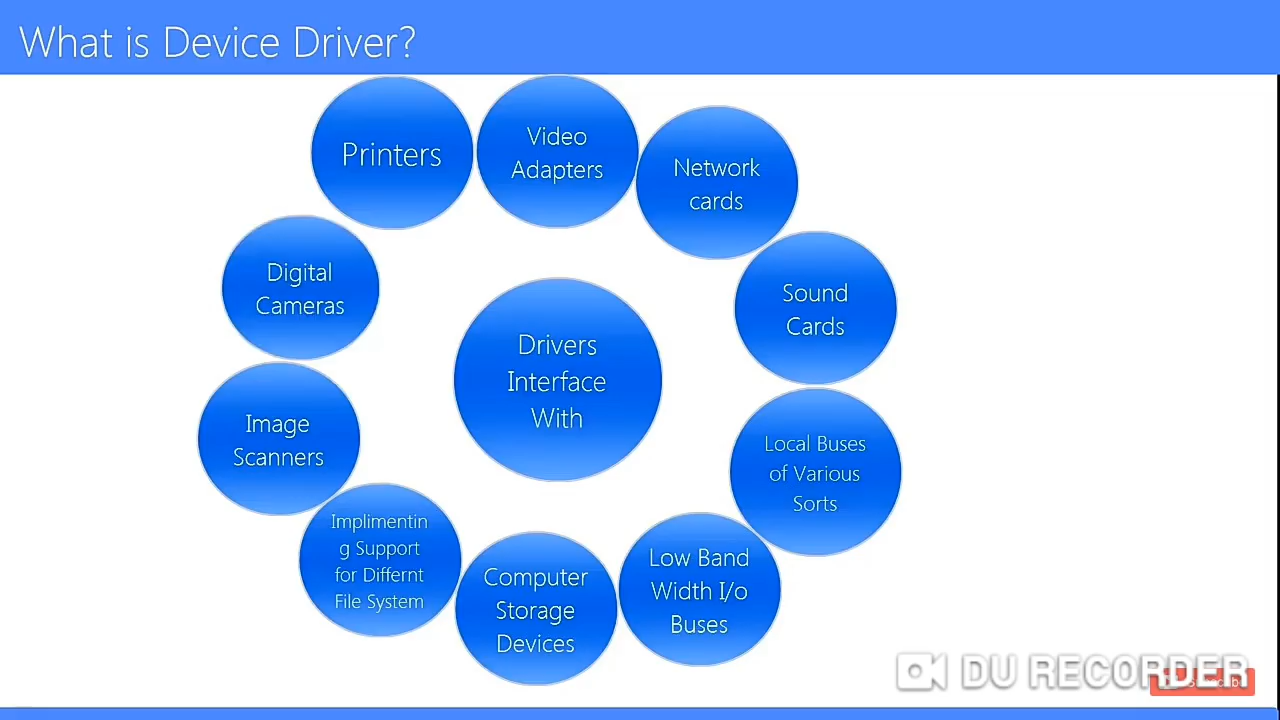 What is Device Driver?
Printers
Video
Adapters
Network
cards
Sound
Cards
Local Buses
of Various
Sorts
Low Band
Width I/o
Buses
Computer
Storage
Devices
Implimentin
g Support
for Differnt
File System
Image
Scanners
Digital
Cameras
Drivers
Interface
With
DU RECORDER